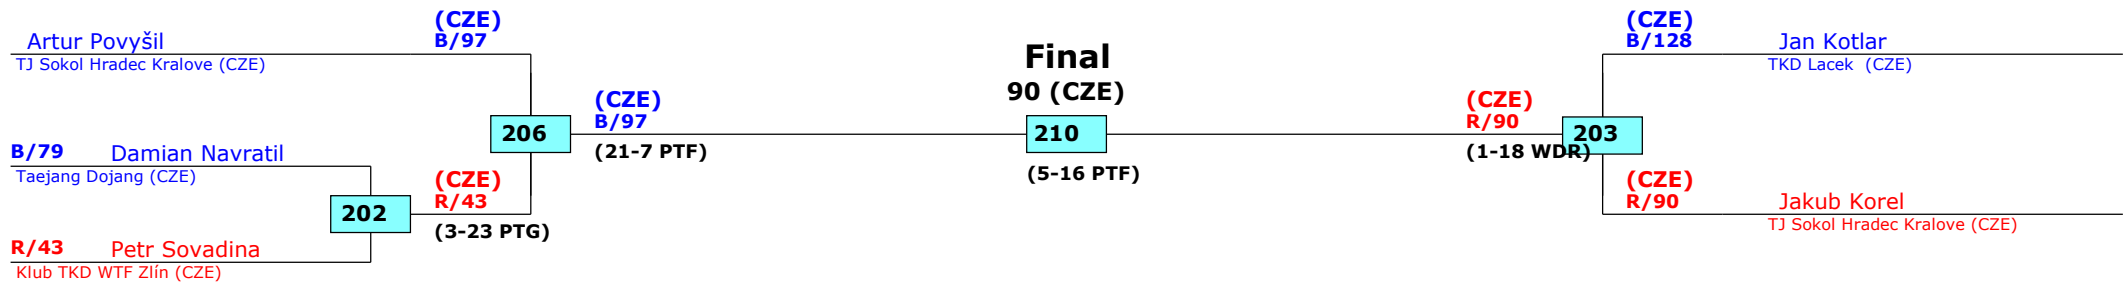 Artur Povyšil
TJ Sokol Hradec Kralove (CZE)
(CZE)
B/97
B/79 Damian Navratil
Taejang Dojang (CZE)
202
R/43 Petr Sovadina
Klub TKD WTF Zlín (CZE)
(CZE)
R/43
(3-23 PTG)
206
(CZE)
B/97
(21-7 PTF)
Final
90 (CZE)
210
(5-16 PTF)
(CZE)
R/90
(1-18 WDR)
203
(CZE)
B/128
Jan Kotlar
TKD Lacek (CZE)
(CZE)
R/90
Jakub Korel
TJ Sokol Hradec Kralove (CZE)